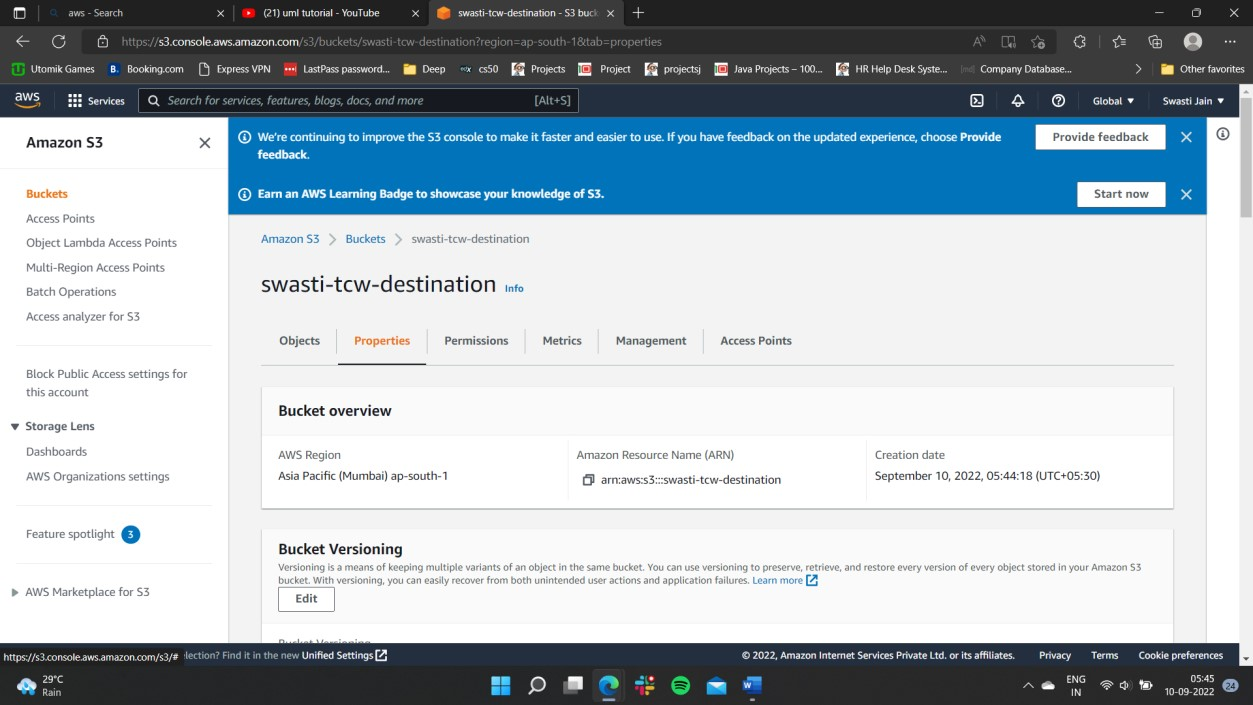 aws - Search
(21) uml tutorial - YouTube
swasti-tcw-destination - S3 buck
https://s3.console.aws.amazon.com/s3/buckets/swasti-tcw-destination?region=ap-south-1&tab=properties
Utomik Games
Booking.com
Express VPN
LastPass password...
Deep
cs50
Projects
Project
projectsj
Java Projects – 100...
HR Help Desk Syste...
Company Database...
Other favorites
aws
Services
Search for services, features, blogs, docs, and more
[Alt+S]
Global
Swasti Jain
Amazon S3
Buckets
Access Points
Object Lambda Access Points
Multi-Region Access Points
Batch Operations
Access analyzer for S3
Block Public Access settings for
this account
Storage Lens
Dashboards
AWS Organizations settings
Feature spotlight 3
AWS Marketplace for S3
We're continuing to improve the S3 console to make it faster and easier to use. If you have feedback on the updated experience, choose Provide
feedback.
Provide feedback
Earn an AWS Learning Badge to showcase your knowledge of S3.
Start now
Amazon S3
Buckets
swasti-tcw-destination
swasti-tcw-destination Info
Objects
Properties
Permissions
Metrics
Management
Access Points
Bucket overview
AWS Region
Asia Pacific (Mumbai) ap-south-1
Amazon Resource Name (ARN)
arn:aws:s3:::swasti-tcw-destination
Creation date
September 10, 2022, 05:44:18 (UTC+05:30)
Bucket Versioning
Versioning is a means of keeping multiple variants of an object in the same bucket. You can use versioning to preserve, retrieve, and restore every version of every object stored in your Amazon S3
bucket. With versioning, you can easily recover from both unintended user actions and application failures. Learn more
Edit
Bucket Versioning
https://s3.console.aws.amazon.com/s3/#
election? Find it in the new Unified Settings
© 2022, Amazon Internet Services Private Ltd. or its affiliates.
Privacy
Terms
Cookie preferences
29°C
Rain
ENG
IN
05:45
10-09-2022
24